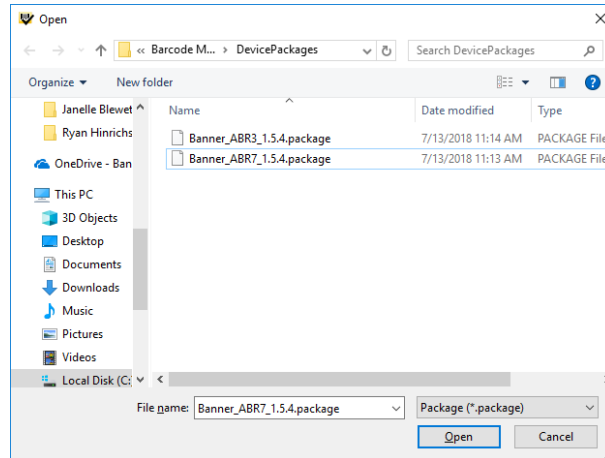 Open
« Barcode M... > DevicePackages
Search DevicePackages
Organize
New folder
Janelle Blewet
Ryan Hinrichs
OneDrive - Ban
This PC
3D Objects
Desktop
Documents
Downloads
Music
Pictures
Videos
Local Disk (C:
Name Date modified Type
Banner_ABR3_1.5.4.package 7/13/2018 11:14 AM PACKAGE File
Banner_ABR7_1.5.4.package 7/13/2018 11:13 AM PACKAGE File
File name: Banner_ABR7_1.5.4.package Package (*.package)
Open Cancel